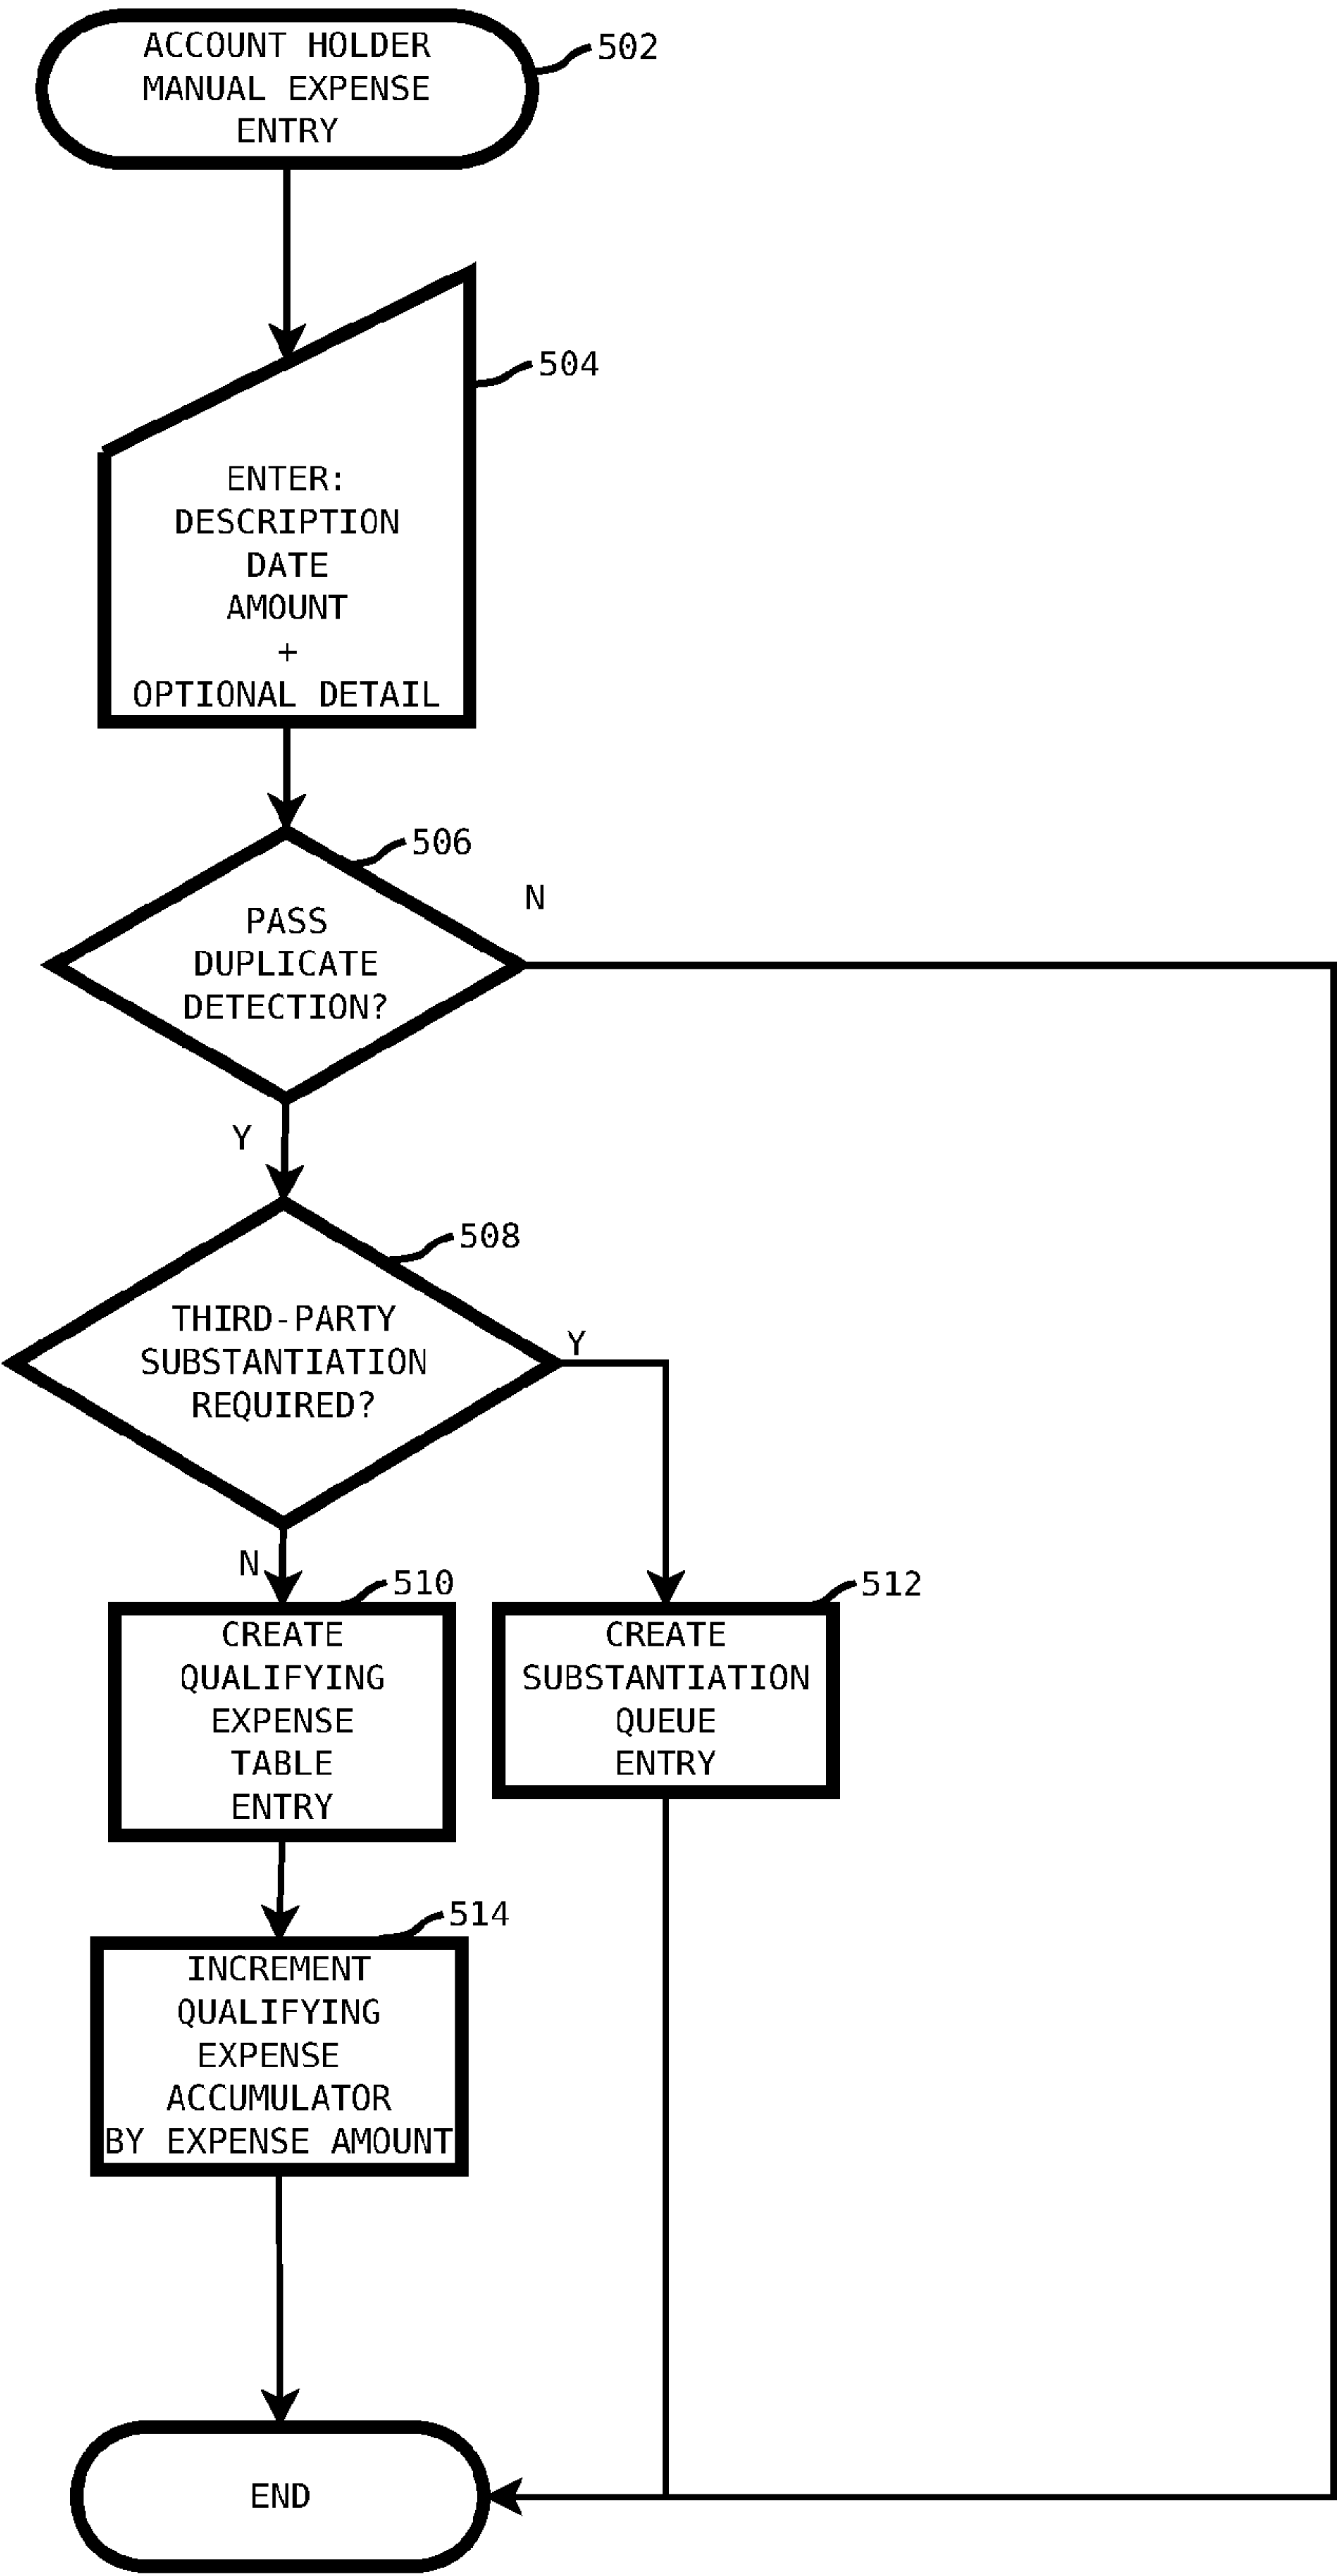 ACCOUNT HOLDER
MANUAL EXPENSE
ENTRY
502
504
ENTER:
DESCRIPTION
DATE
AMOUNT
+
OPTIONAL DETAIL
506
N
PASS
DUPLICATE
DETECTION?
Y
508
THIRD-PARTY
SUBSTANTIATION
REQUIRED?
Y
N
510
CREATE
QUALIFYING
EXPENSE
TABLE
ENTRY
512
CREATE
SUBSTANTIATION
QUEUE
ENTRY
514
INCREMENT
QUALIFYING
EXPENSE
ACCUMULATOR
BY EXPENSE AMOUNT
END